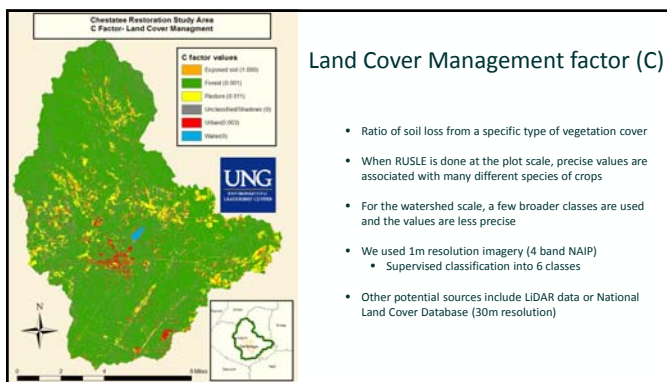 Chestatee Restoration Study Area
C Factor- Land Cover Managment
C factor values
Exposed soil (1.000)
Forest (0.001)
Pasture (0.011)
Unclassified/Shadows (0)
Urban(0.003)
Water(0)
UNG
ENVIRONMENTAL
LEADERSHIP CENTER
N
0 2 4 8 Miles
Land Cover Management factor (C)
• Ratio of soil loss from a specific type of vegetation cover
• When RUSLE is done at the plot scale, precise values are
associated with many different species of crops
• For the watershed scale, a few broader classes are used
and the values are less precise
• We used 1m resolution imagery (4 band NAIP)
• Supervised classification into 6 classes
• Other potential sources include LiDAR data or National
Land Cover Database (30m resolution)